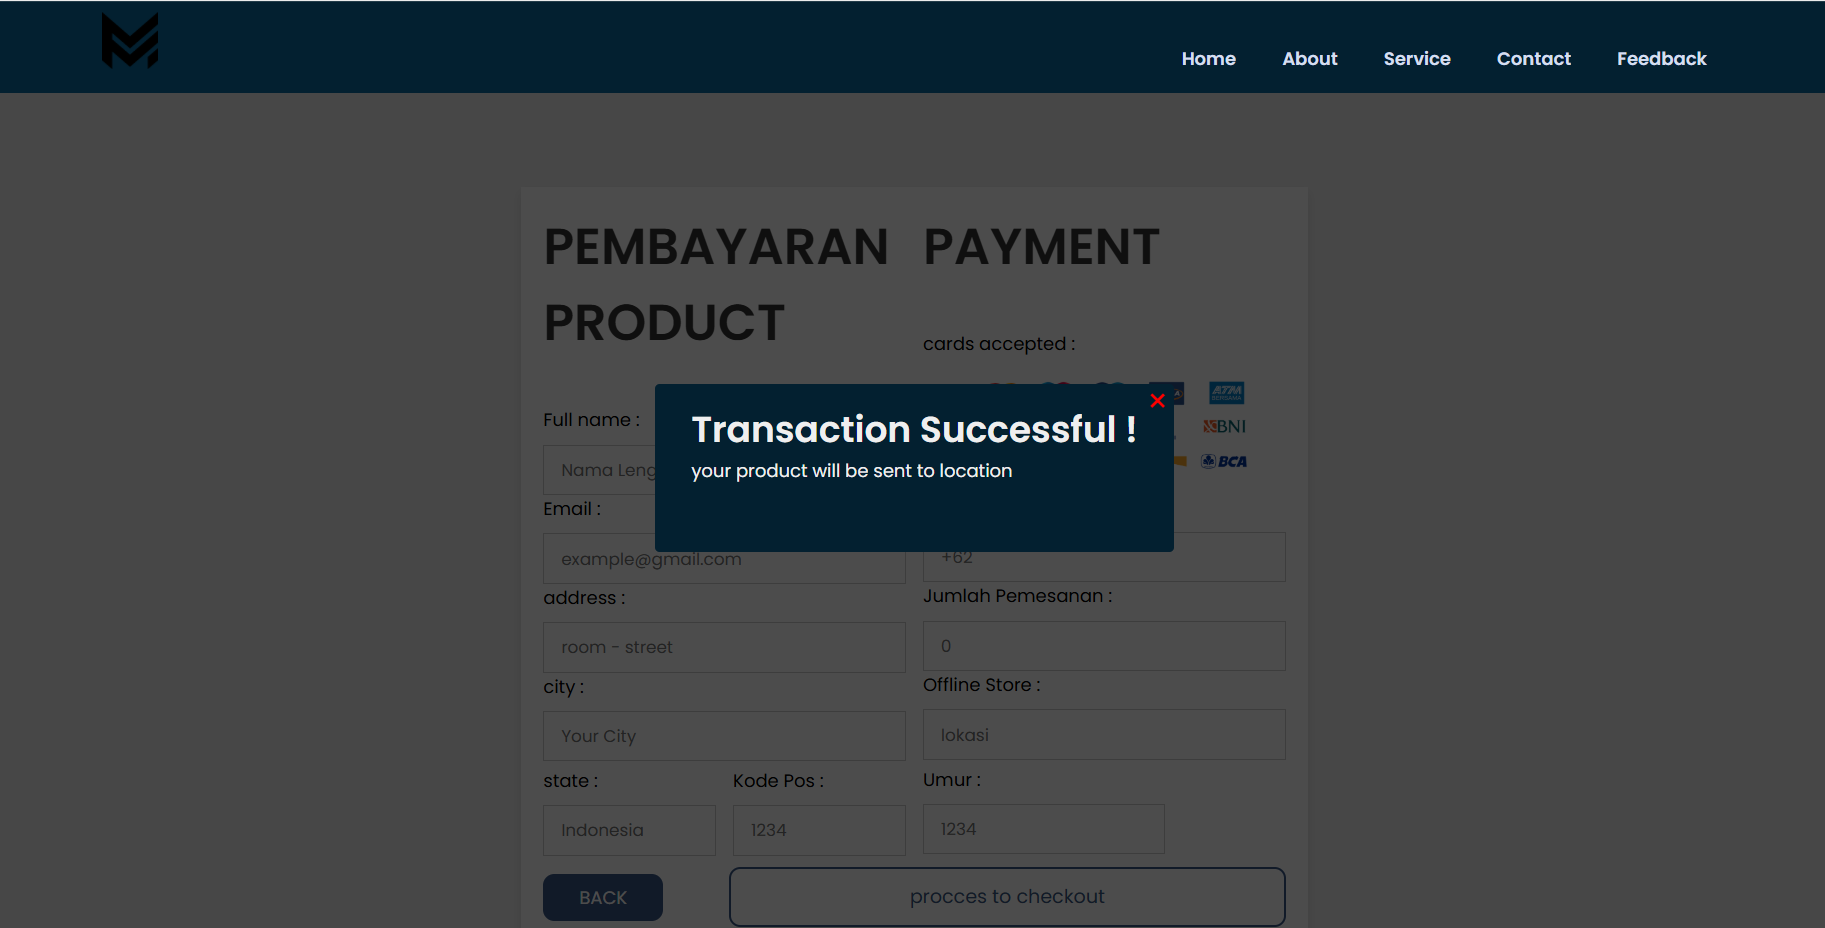 Home About Service Contact Feedback
PEMBAYARAN
PRODUCT
PAYMENT
cards accepted :
ATM
BERSAMA
BNI
BCA
Transaction Successful !
your product will be sent to location
Full name :
Nama Leng
Email :
example@gmail.com
address :
room - street
city :
Your City
state :
Indonesia
Kode Pos :
1234
+62
Jumlah Pemesanan :
0
Offline Store :
lokasi
Umur :
1234
BACK
procces to checkout